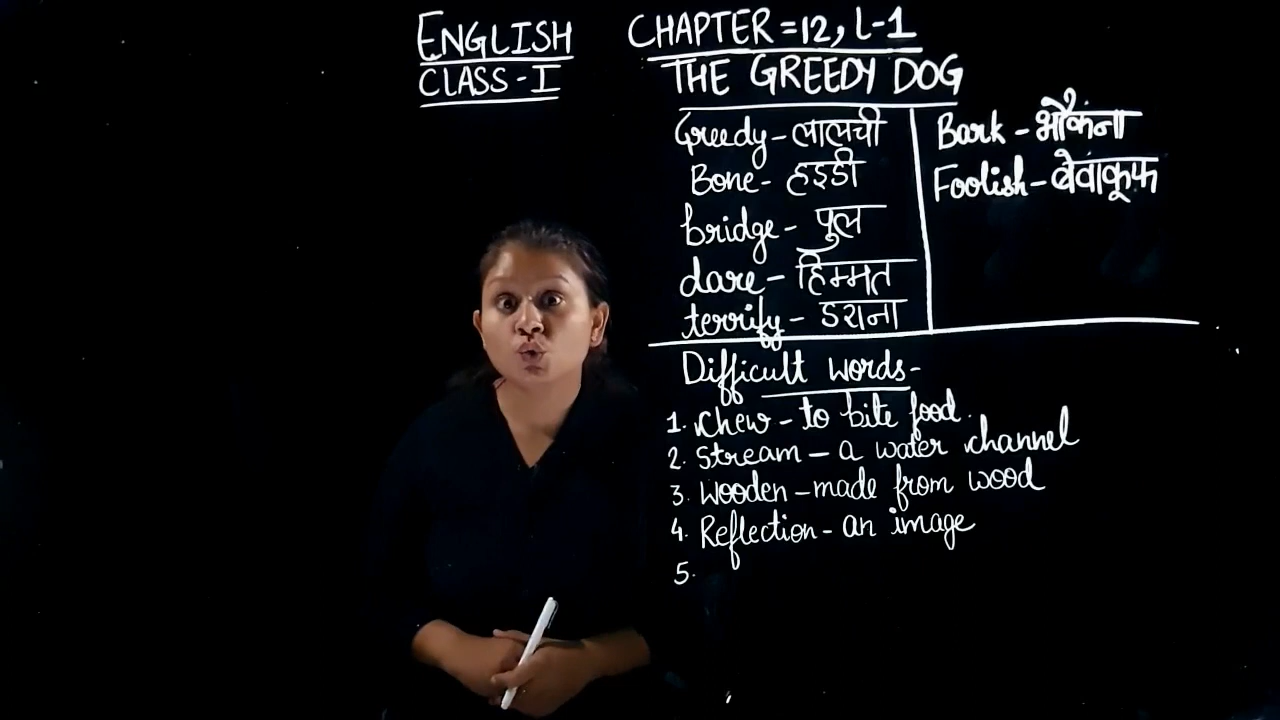 ENGLISH
CLASS-I
CHAPTER=12, L-1
THE GREEDY DOG
Greedy-लालची
Bone-हड्डी
bridge-पुल
dare-हिम्मत
terrify-डराना
Bark-भौकंना
Foolish-बेवाकूफ
Difficult words-
1. Chew-to bite food.
2. Stream-a water channel
3. Wooden-made from wood
4. Reflection-an image
5.